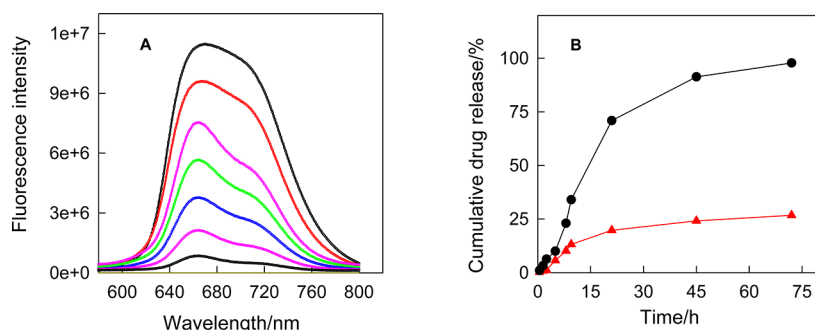 A
Fluorescence intensity
1e+7
9e+6
6e+6
3e+6
0e+0
600 640 680 720 760 800
Wavelength/nm
B
Cumulative drug release/%
100
75
50
25
0
0 15 30 45 60 75
Time/h